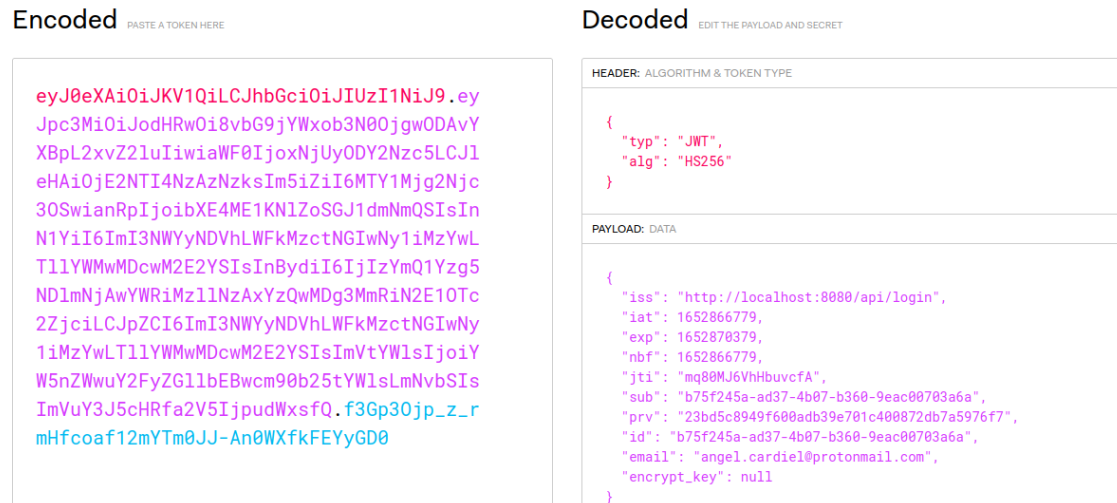 Encoded PASTE A TOKEN HERE
eyJ0eXAiOiJKV1QiLCJhbGciOiJIUzI1NiJ9.ey
Jpc3MiOiJodHRwOi8vbG9jYWxob3N0OjgwODAvY
XBpL2xvZ2luIiwiaWF0IjoxNjUyODY2Nzc5LCJl
eHAiOjE2NTI4NzAzNzksIm5iZiI6MTY1Mjg2Njc
3OSwianRpIjoibXE4ME1KNlZoSGJ1dmNmQSIsIn
N1YiI6ImI3NWYyNDVhLWFkMzctNGIwNy1iMzYwL
TllYWMwMDcwM2E2YSIsInBydiI6IjIzYmQ1Yzg5
NDlmNjAwYWRiMzllNzAxYzQwMDg3MmRiN2E1OTc
2ZjciLCJpZCI6ImI3NWYyNDVhLWFkMzctNGIwNy
1iMzYwLTllYWMwMDcwM2E2YSIsImVtYWlsIjoiY
W5nZWwuY2FyZGllbEBwcm90b25tYWlsLmNvbSIs
ImVuY3J5cHRfa2V5IjpudWxsfQ.f3Gp3Ojp_z_r
mHfcoaf12mYTm0JJ-An0WXfkFEYyGD0
Decoded EDIT THE PAYLOAD AND SECRET
HEADER: ALGORITHM & TOKEN TYPE
{
"typ": "JWT",
"alg": "HS256"
}
PAYLOAD: DATA
{
"iss": "http://localhost:8080/api/login",
"iat": 1652866779,
"exp": 1652870379,
"nbf": 1652866779,
"jti": "mq80MJ6VhHbuvcfA",
"sub": "b75f245a-ad37-4b07-b360-9eac00703a6a",
"prv": "23bd5c8949f600adb39e701c400872db7a5976f7",
"id": "b75f245a-ad37-4b07-b360-9eac00703a6a",
"email": "angel.cardiel@protonmail.com",
"encrypt_key": null
}